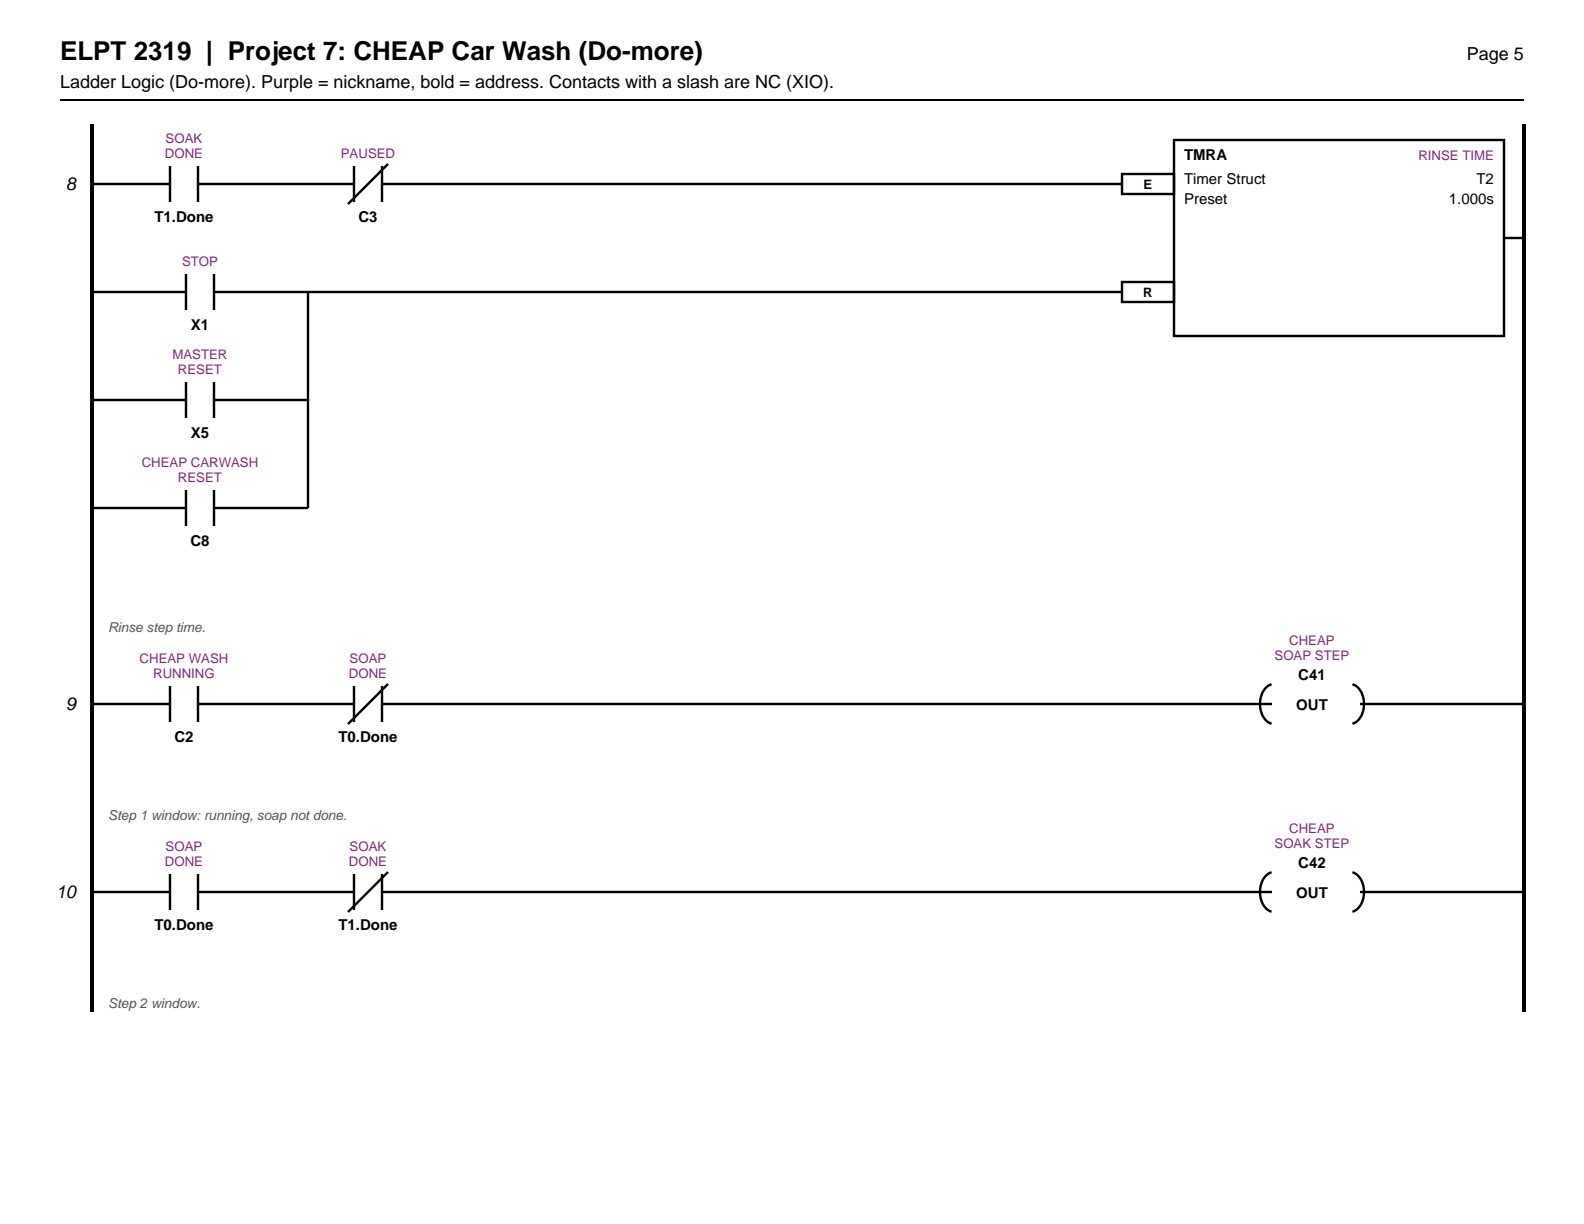 ELPT 2319 | Project 7: CHEAP Car Wash (Do-more)
Page 5
Ladder Logic (Do-more). Purple = nickname, bold = address. Contacts with a slash are NC (XIO).
SOAK
DONE
PAUSED
8
T1.Done
C3
E
TMRA
RINSE TIME
Timer Struct
T2
Preset
1.000s
STOP
X1
R
MASTER
RESET
X5
CHEAP CARWASH
RESET
C8
Rinse step time.
CHEAP WASH
RUNNING
SOAP
DONE
CHEAP
SOAP STEP
C41
9
OUT
C2
T0.Done
Step 1 window: running, soap not done.
SOAP
DONE
SOAK
DONE
CHEAP
SOAK STEP
C42
10
OUT
T0.Done
T1.Done
Step 2 window.